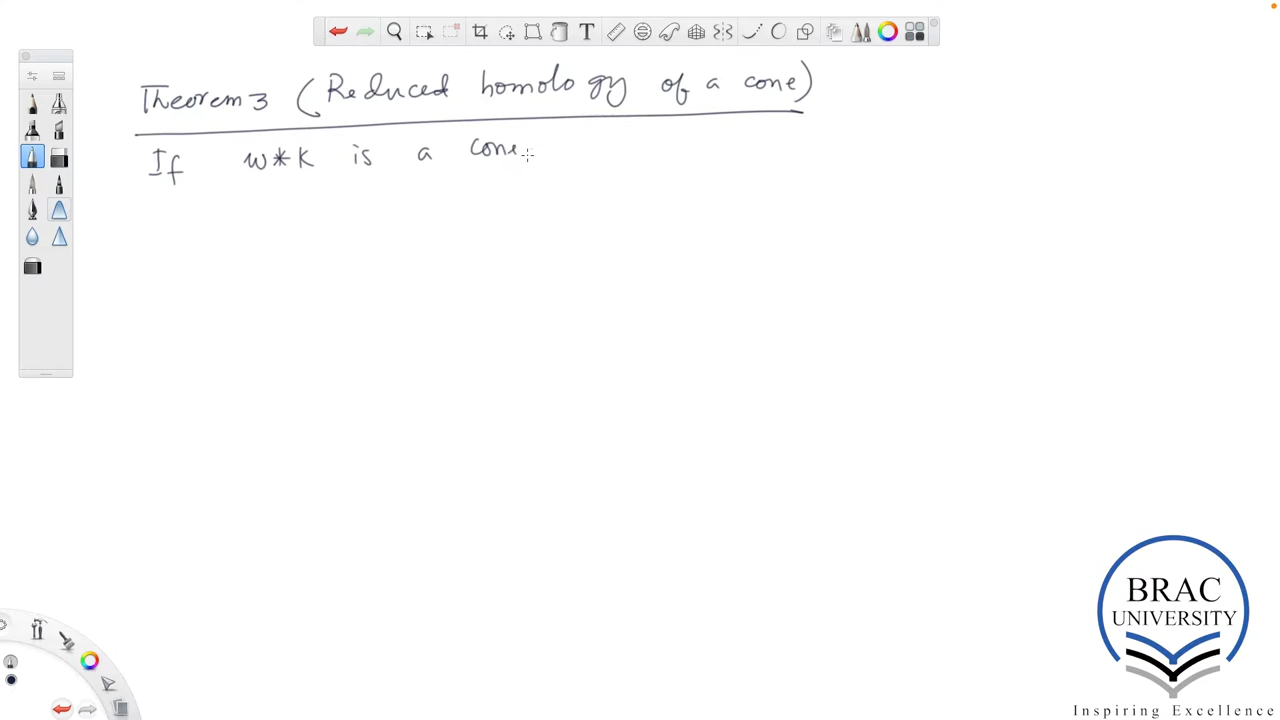 Theorem 3 (Reduced homology of a cone)
If w*K is a cone
BRAC
UNIVERSITY
Inspiring Excellence